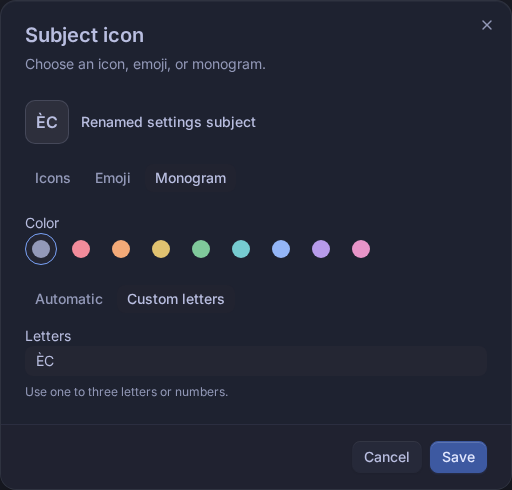 Subject icon
Choose an icon, emoji, or monogram.
ÈC Renamed settings subject
Icons Emoji Monogram
Color
Automatic Custom letters
Letters
ÈC
Use one to three letters or numbers.
Cancel Save